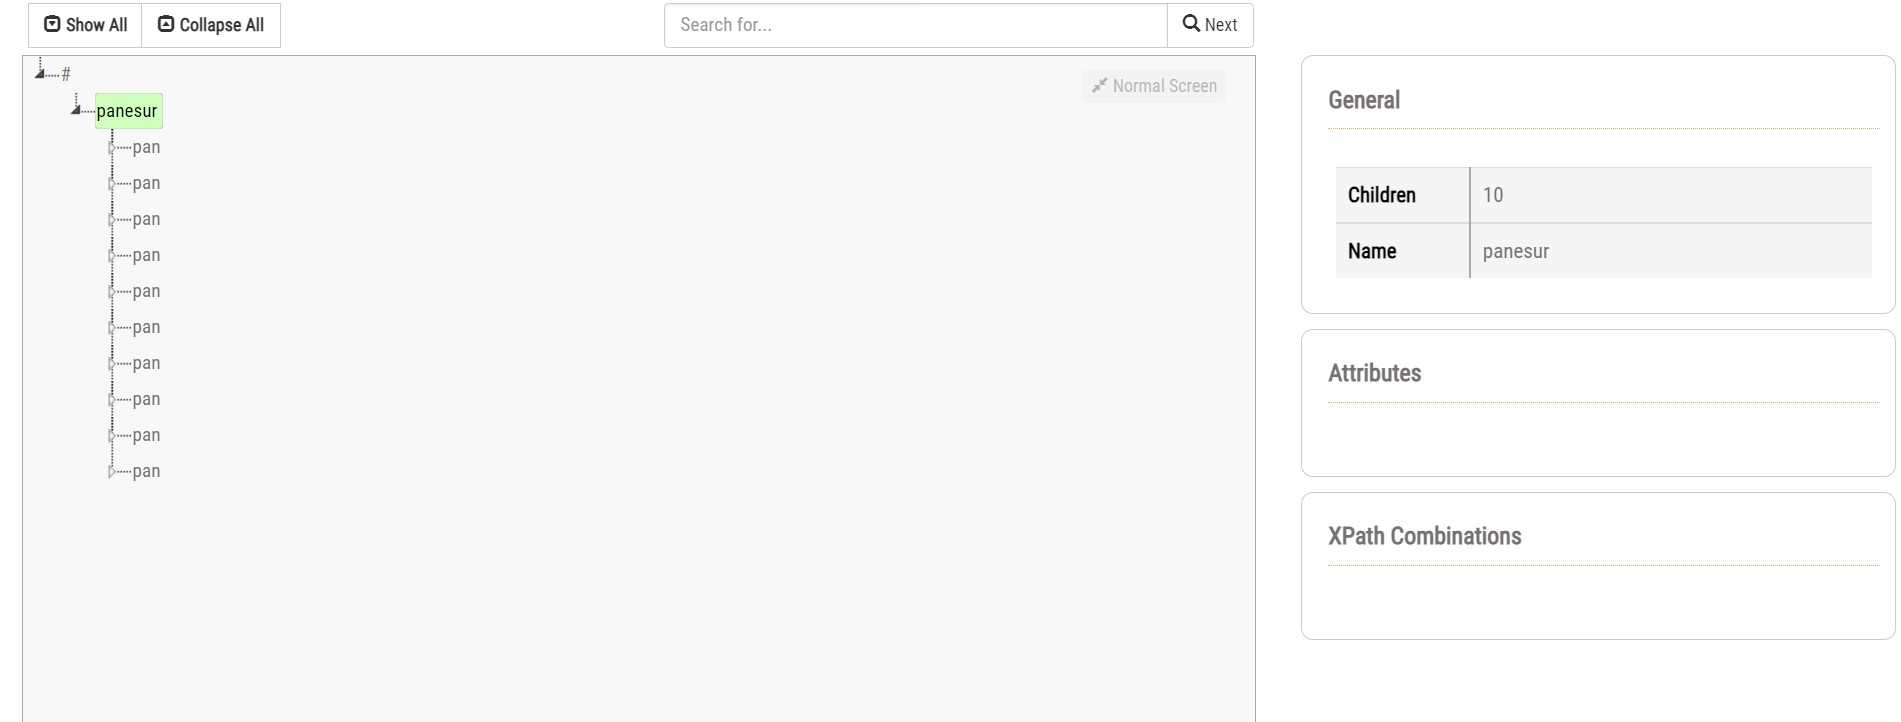 Show All
Collapse All
Search for...
Next
#
Normal Screen
panesur
pan
pan
pan
pan
pan
pan
pan
pan
pan
pan
General
Children 10
Name panesur
Attributes
XPath Combinations